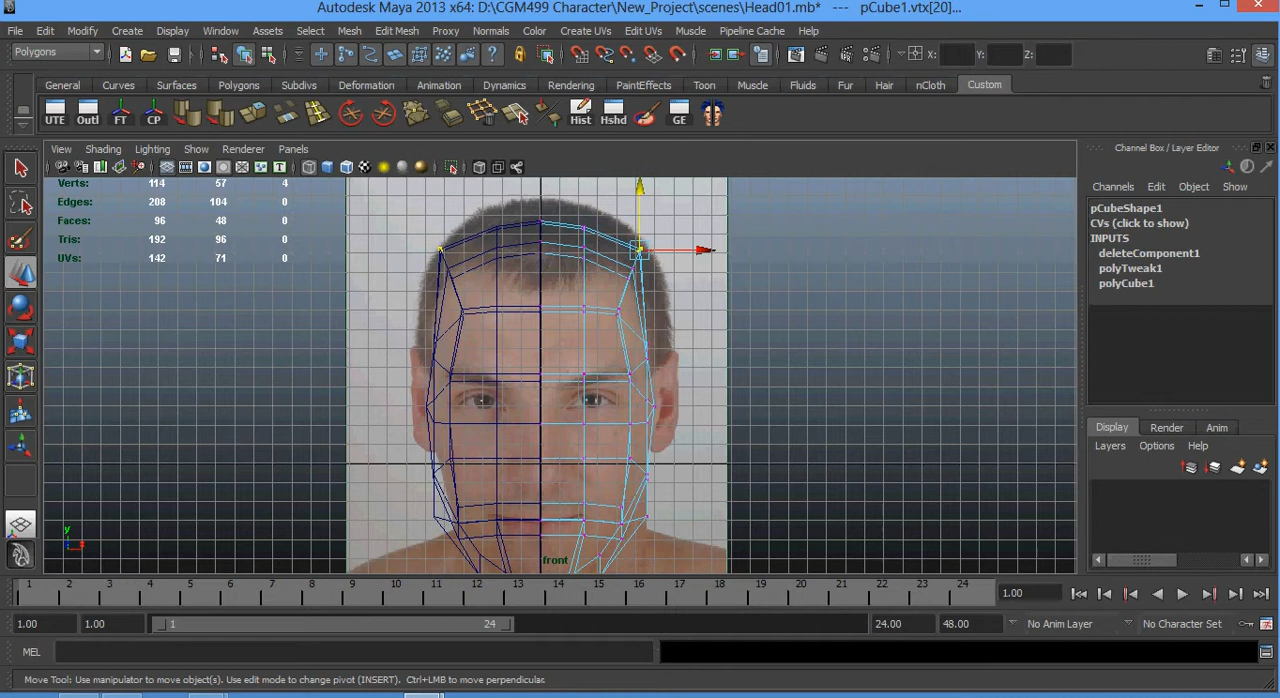 Autodesk Maya 2013 x64: D:\CGM499 Character\New_Project\scenes\Head01.mb* --- pCube1.vtx[20]...
File Edit Modify Create Display Window Assets Select Mesh Edit Mesh Proxy Normals Color Create UVs Edit UVs Muscle Pipeline Cache Help
Polygons X: Y: Z:
General Curves Surfaces Polygons Subdivs Deformation Animation Dynamics Rendering PaintEffects Toon Muscle Fluids Fur Hair nCloth Custom
UTE Outl FT CP Hist Hshd GE
View Shading Lighting Show Renderer Panels
Channel Box / Layer Editor
Channels Edit Object Show
Verts: 114 57 4
Edges: 208 104 0
Faces: 96 48 0
Tris: 192 96 0
UVs: 142 71 0
pCubeShape1
CVs (click to show)
INPUTS
deleteComponent1
polyTweak1
polyCube1
Display Render Anim
Layers Options Help
y
front
1 2 3 4 5 6 7 8 9 10 11 12 13 14 15 16 17 18 19 20 21 22 23 24 1.00
1.00 1.00 1 24 24.00 48.00 No Anim Layer No Character Set
MEL
Move Tool: Use manipulator to move object(s). Use edit mode to change pivot (INSERT). Ctrl+LMB to move perpendicular.